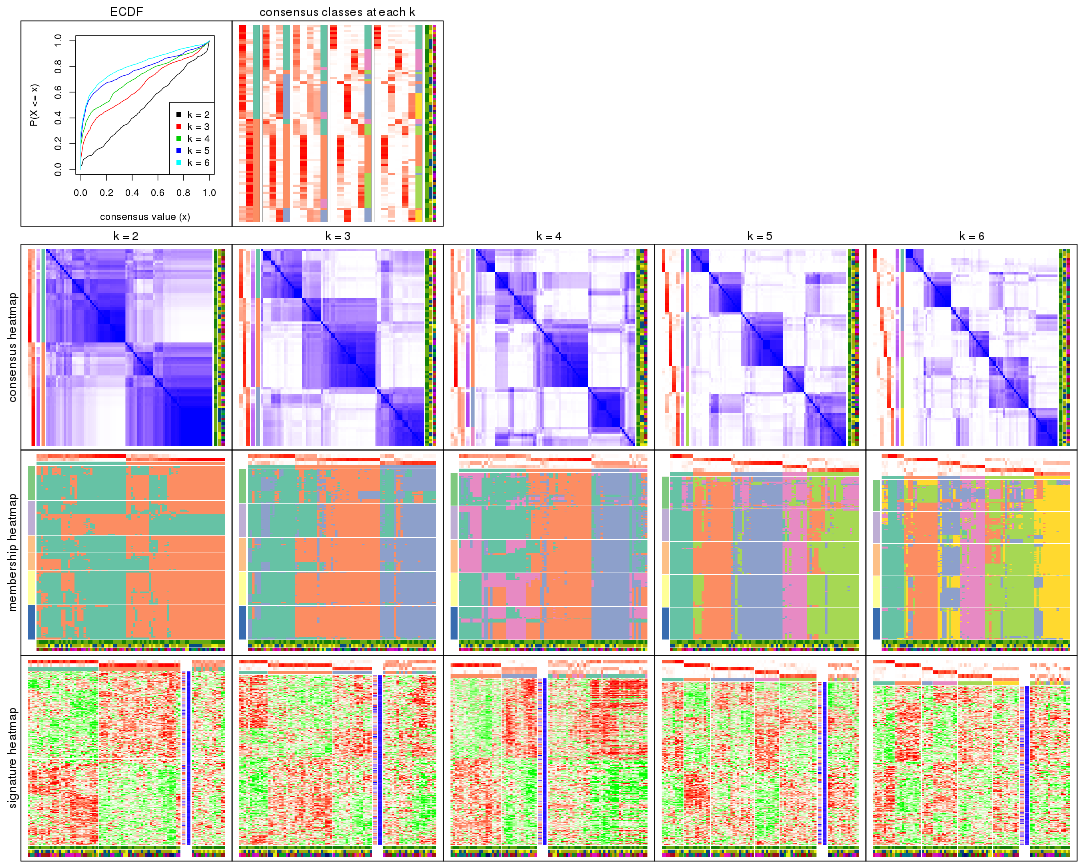 ECDF
consensus classes at each k
P(X <= x)
1.0
0.8
0.6
0.4
0.2
0.0
k = 2
k = 3
k = 4
k = 5
k = 6
0.0 0.2 0.4 0.6 0.8 1.0
consensus value (x)
k = 2 k = 3 k = 4 k = 5 k = 6
consensus heatmap
membership heatmap
signature heatmap